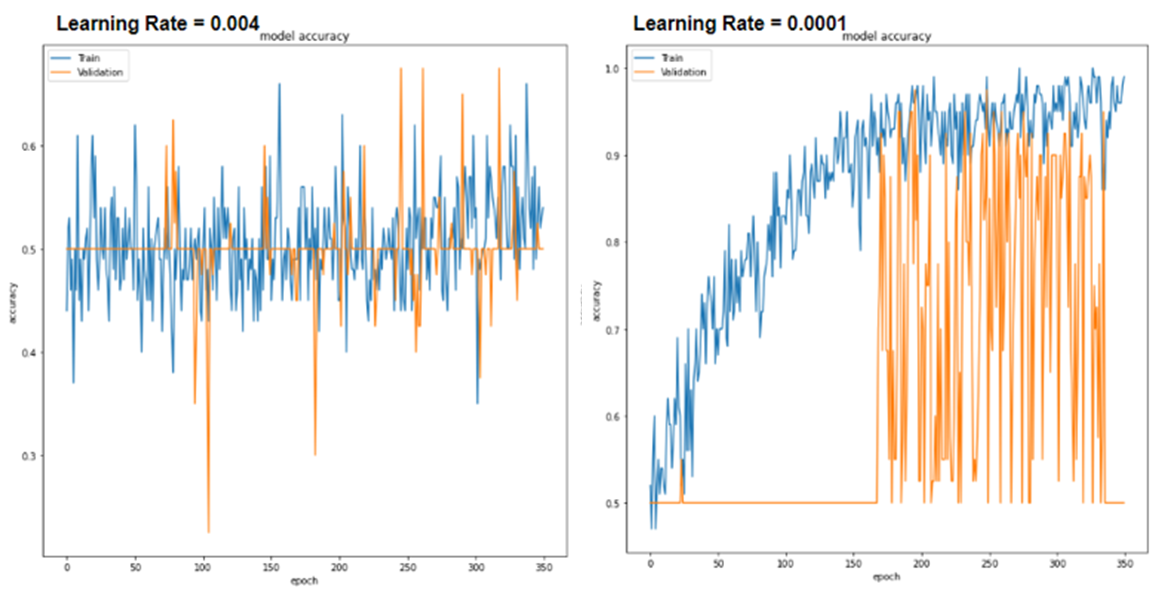 Learning Rate = 0.004
model accuracy
Train
Validation
0.6
0.5
0.4
0.3
accuracy
0
50
100
150
200
250
300
350
epoch
Learning Rate = 0.0001
model accuracy
Train
Validation
1.0
0.9
0.8
0.7
0.6
0.5
accuracy
0
50
100
150
200
250
300
350
epoch